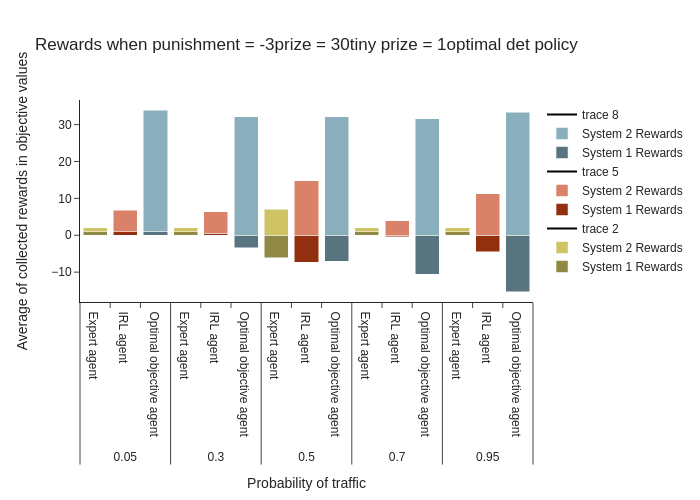 Rewards when punishment = -3prize = 30tiny prize = 1optimal det policy
Average of collected rewards in objective values
30
20
10
0
−10
trace 8
System 2 Rewards
System 1 Rewards
trace 5
System 2 Rewards
System 1 Rewards
trace 2
System 2 Rewards
System 1 Rewards
Expert agent
IRL agent
Optimal objective agent
Expert agent
IRL agent
Optimal objective agent
Expert agent
IRL agent
Optimal objective agent
Expert agent
IRL agent
Optimal objective agent
Expert agent
IRL agent
Optimal objective agent
0.05
0.3
0.5
0.7
0.95
Probability of traffic